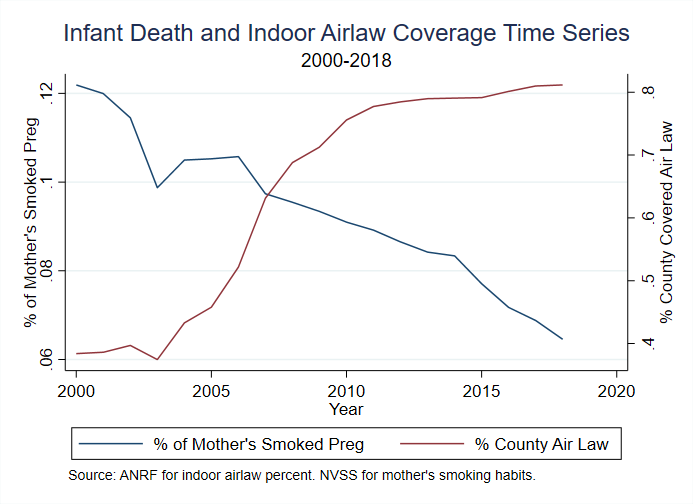 Infant Death and Indoor Airlaw Coverage Time Series
2000-2018
% of Mother's Smoked Preg
.12
.1
.08
.06
% County Covered Air Law
.8
.7
.6
.5
.4
2000
2005
2010
2015
2020
Year
% of Mother's Smoked Preg
% County Air Law
Source: ANRF for indoor airlaw percent. NVSS for mother's smoking habits.